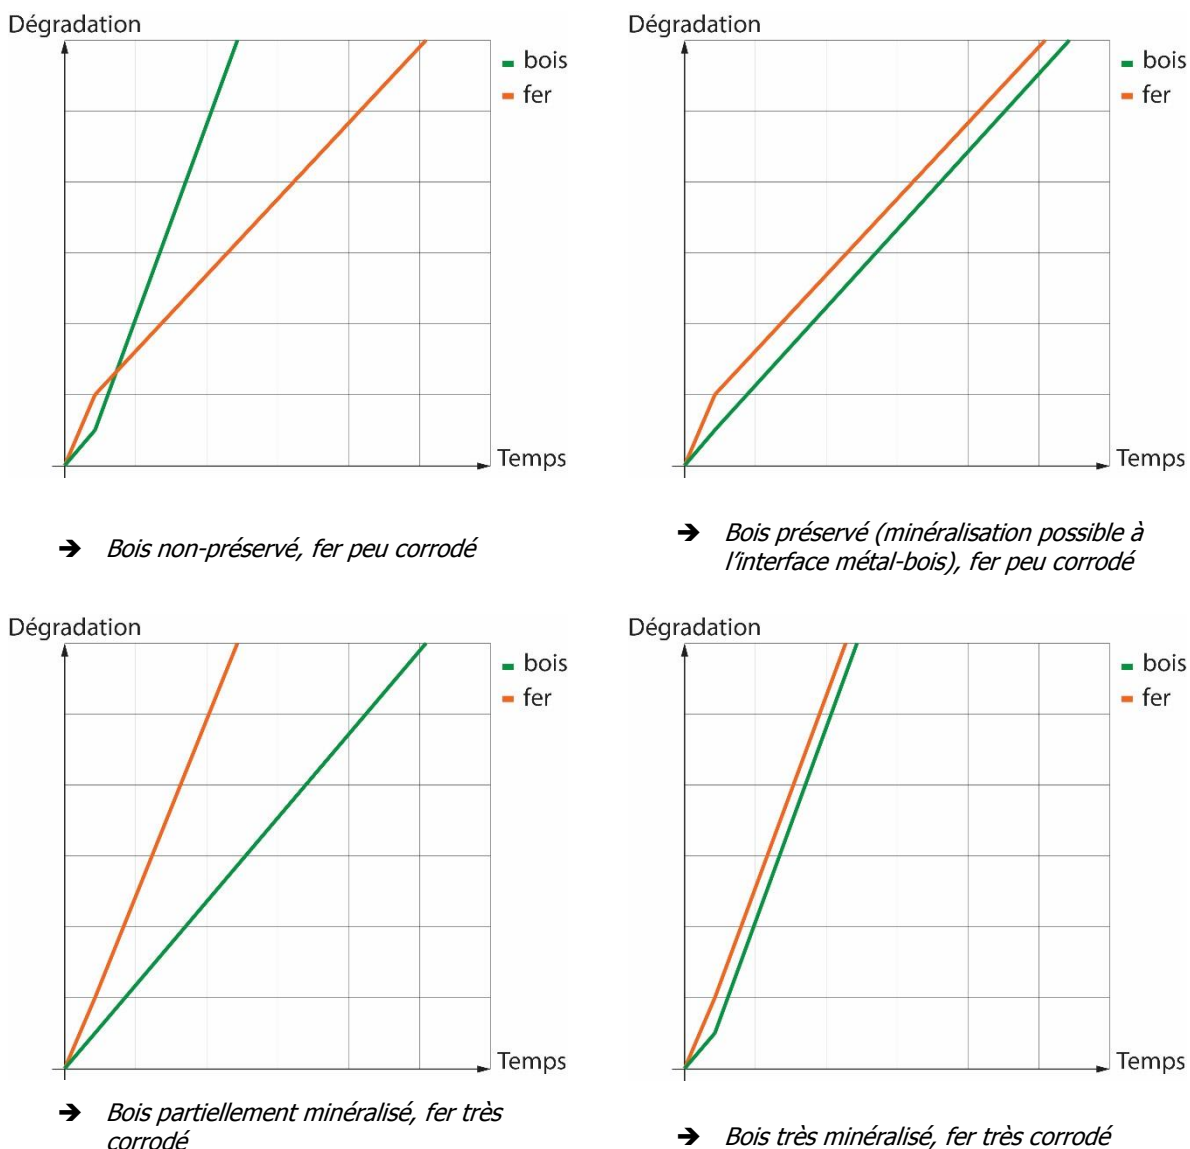 Dégradation
bois
fer
Temps
➔ Bois non-préservé, fer peu corrodé
Dégradation
bois
fer
Temps
➔ Bois préservé (minéralisation possible à
l'interface métal-bois), fer peu corrodé
Dégradation
bois
fer
Temps
➔ Bois partiellement minéralisé, fer très
corrodé
Dégradation
bois
fer
Temps
➔ Bois très minéralisé, fer très corrodé